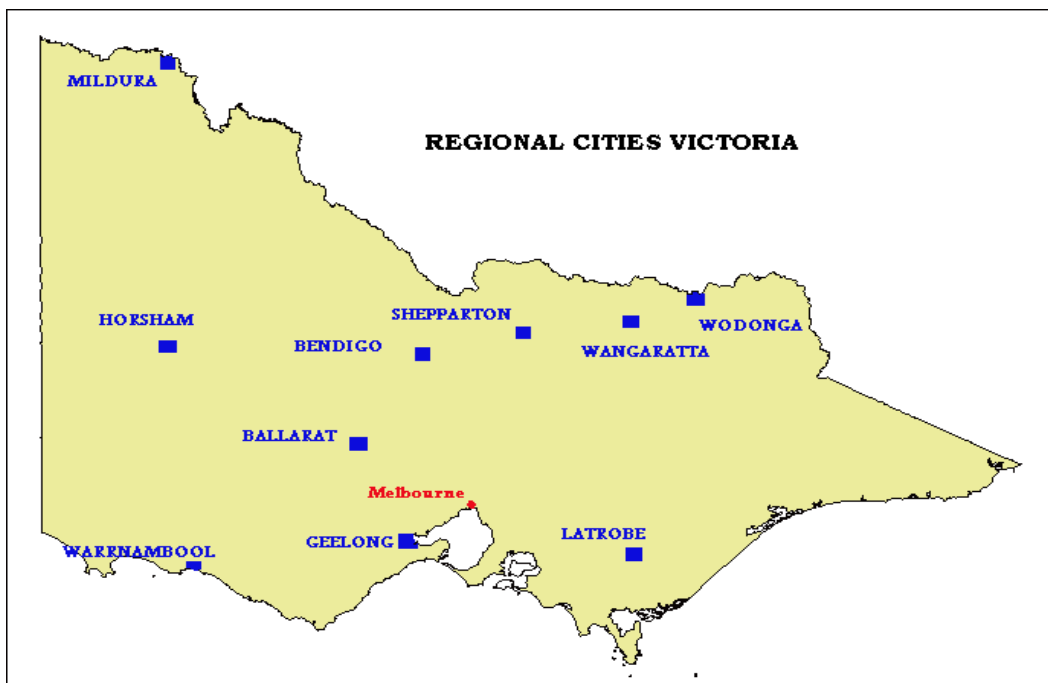 MILDURA
REGIONAL CITIES VICTORIA
HORSHAM
SHEPPARTON
WODONGA
BENDIGO
WANGARATTA
BALLARAT
Melbourne
GEELONG
LATROBE
WARRNAMBOOL